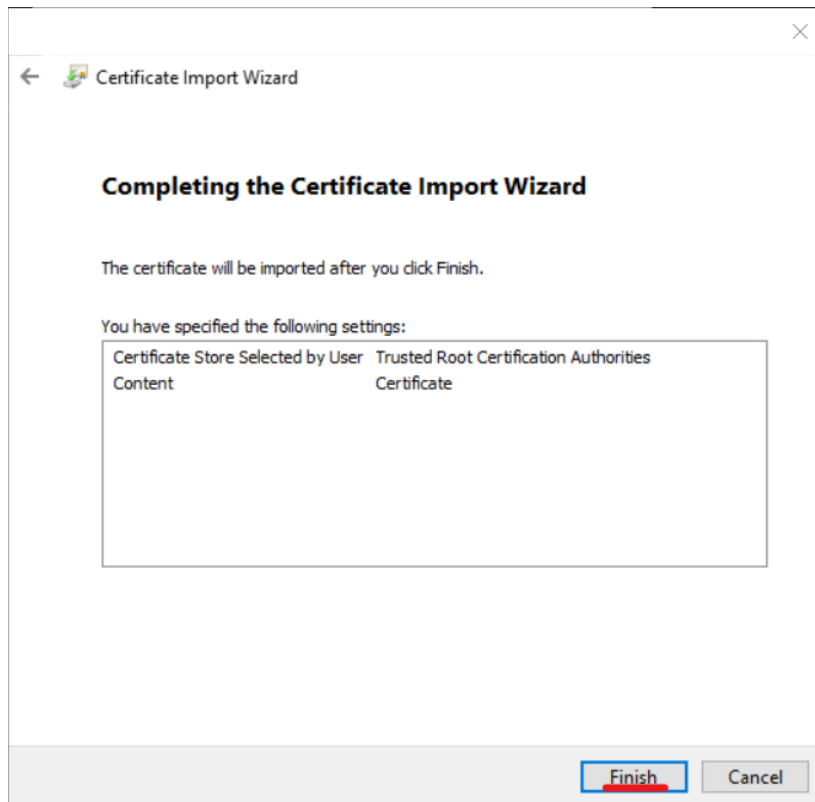 Certificate Import Wizard
Completing the Certificate Import Wizard
The certificate will be imported after you click Finish.
You have specified the following settings:
Certificate Store Selected by User Trusted Root Certification Authorities
Content Certificate
Finish Cancel